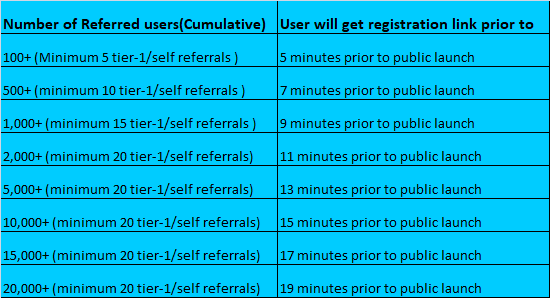 Number of Referred users(Cumulative) User will get registration link prior to
100+ (Minimum 5 tier-1/self referrals ) 5 minutes prior to public launch
500+ (minimum 10 tier-1/self referrals ) 7 minutes prior to public launch
1,000+ (minimum 15 tier-1/self referrals ) 9 minutes prior to public launch
2,000+ (minimum 20 tier-1/self referrals) 11 minutes prior to public launch
5,000+ (minimum 20 tier-1/self referrals) 13 minutes prior to public launch
10,000+ (minimum 20 tier-1/self referrals) 15 minutes prior to public launch
15,000+ (minimum 20 tier-1/self referrals) 17 minutes prior to public launch
20,000+ (minimum 20 tier-1/self referrals) 19 minutes prior to public launch